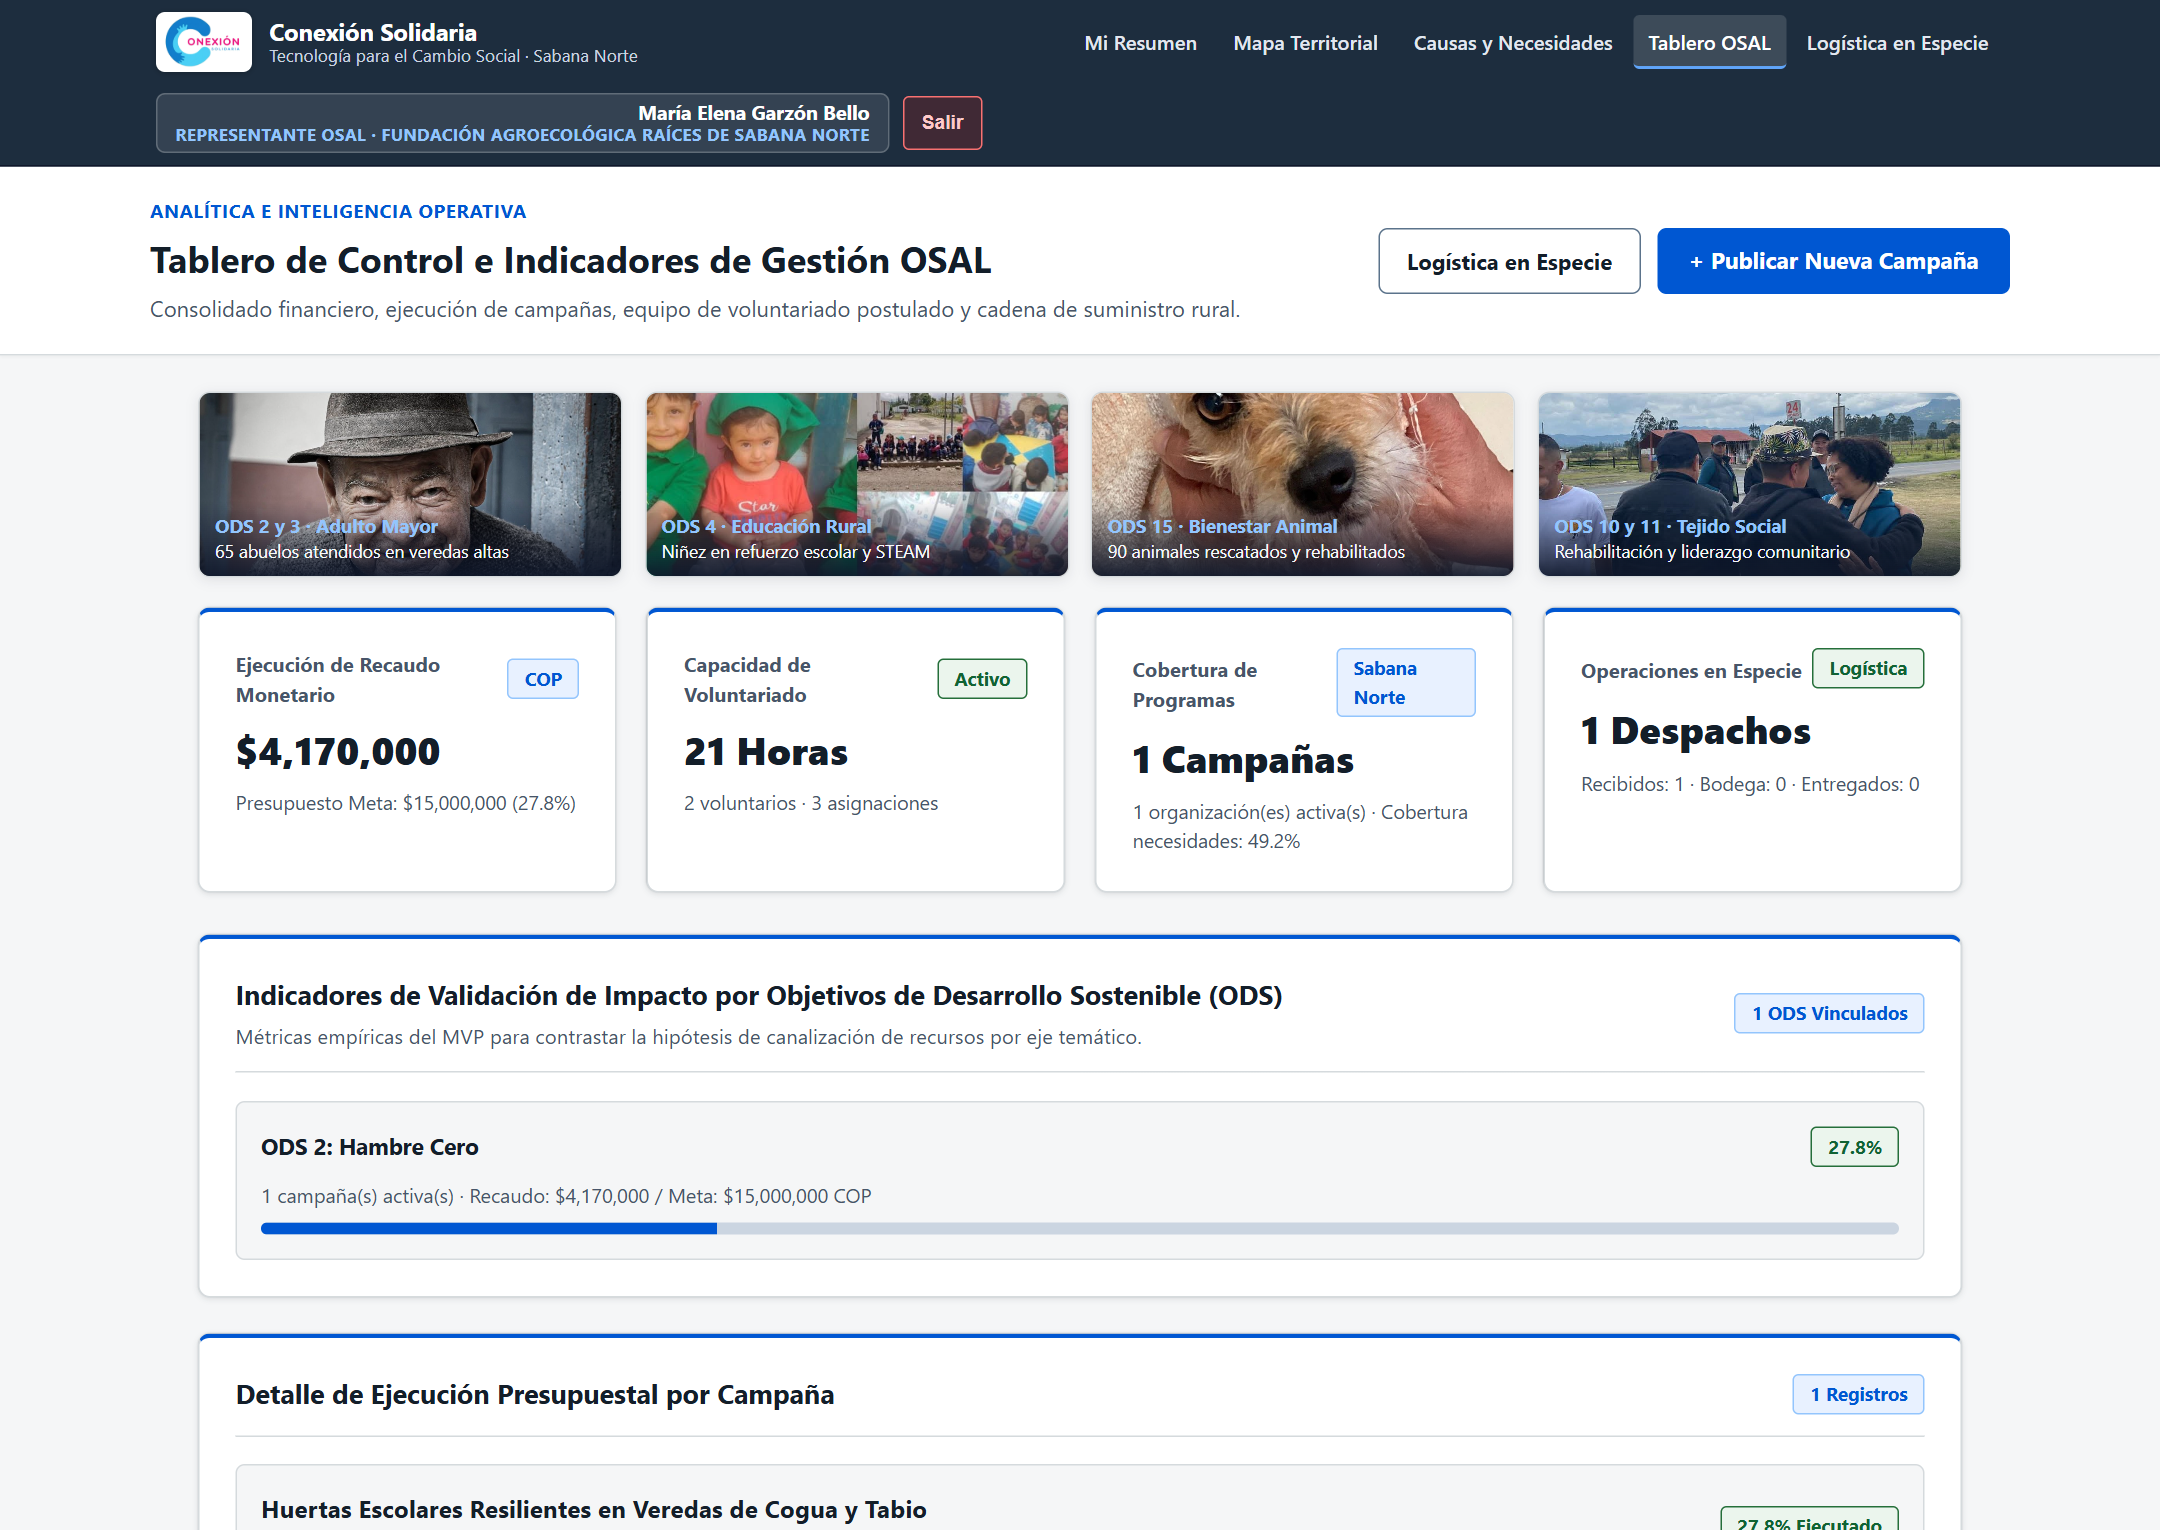 ONEXIÓN
SOLIDARIA
Conexión Solidaria
Tecnología para el Cambio Social · Sabana Norte
Mi Resumen
Mapa Territorial
Causas y Necesidades
Tablero OSAL
Logística en Especie
María Elena Garzón Bello
REPRESENTANTE OSAL · FUNDACIÓN AGROECOLÓGICA RAÍCES DE SABANA NORTE
Salir
ANALÍTICA E INTELIGENCIA OPERATIVA
Tablero de Control e Indicadores de Gestión OSAL
Consolidado financiero, ejecución de campañas, equipo de voluntariado postulado y cadena de suministro rural.
Logística en Especie
+ Publicar Nueva Campaña
ODS 2 y 3 · Adulto Mayor
65 abuelos atendidos en veredas altas
Star
ODS 4 · Educación Rural
Niñez en refuerzo escolar y STEAM
ODS 15 · Bienestar Animal
90 animales rescatados y rehabilitados
24
ODS 10 y 11 · Tejido Social
Rehabilitación y liderazgo comunitario
Ejecución de Recaudo
Monetario
COP
$4,170,000
Presupuesto Meta: $15,000,000 (27.8%)
Capacidad de
Voluntariado
Activo
21 Horas
2 voluntarios · 3 asignaciones
Cobertura de
Programas
Sabana
Norte
1 Campañas
1 organización(es) activa(s) · Cobertura
necesidades: 49.2%
Operaciones en Especie
Logística
1 Despachos
Recibidos: 1 · Bodega: 0 · Entregados: 0
Indicadores de Validación de Impacto por Objetivos de Desarrollo Sostenible (ODS)
Métricas empíricas del MVP para contrastar la hipótesis de canalización de recursos por eje temático.
1 ODS Vinculados
ODS 2: Hambre Cero
27.8%
1 campaña(s) activa(s) · Recaudo: $4,170,000 / Meta: $15,000,000 COP
Detalle de Ejecución Presupuestal por Campaña
1 Registros
Huertas Escolares Resilientes en Veredas de Cogua y Tabio
27.8% Ejecutado